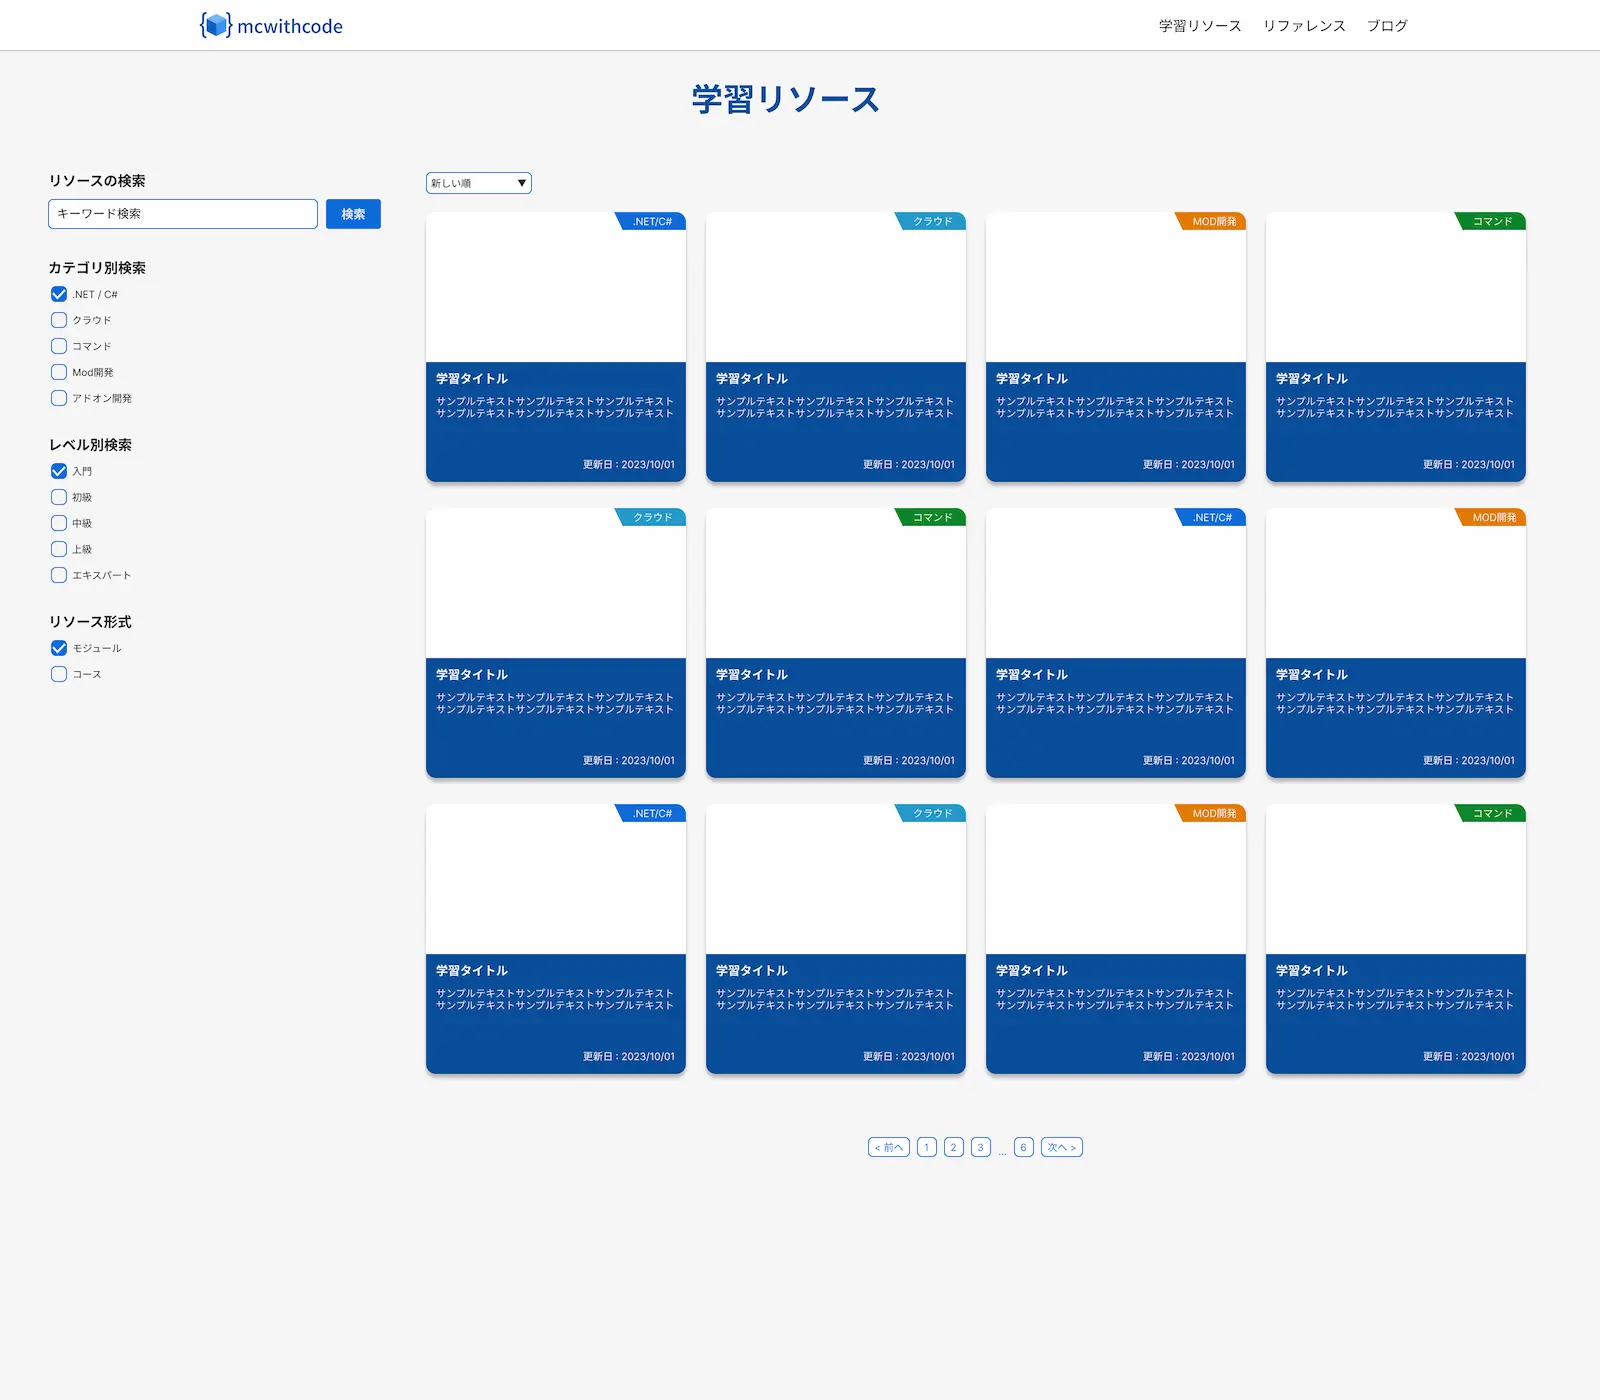 mcwithcode
学習リソース リファレンス ブログ
学習リソース
リソースの検索
キーワード検索 検索
カテゴリ別検索
.NET / C#
クラウド
コマンド
Mod開発
アドオン開発
レベル別検索
入門
初級
中級
上級
エキスパート
リソース形式
モジュール
コース
新しい順 ▼
.NET/C#
学習タイトル
サンプルテキストサンプルテキストサンプルテキスト
サンプルテキストサンプルテキストサンプルテキスト
更新日：2023/10/01
クラウド
学習タイトル
サンプルテキストサンプルテキストサンプルテキスト
サンプルテキストサンプルテキストサンプルテキスト
更新日：2023/10/01
MOD開発
学習タイトル
サンプルテキストサンプルテキストサンプルテキスト
サンプルテキストサンプルテキストサンプルテキスト
更新日：2023/10/01
コマンド
学習タイトル
サンプルテキストサンプルテキストサンプルテキスト
サンプルテキストサンプルテキストサンプルテキスト
更新日：2023/10/01
クラウド
学習タイトル
サンプルテキストサンプルテキストサンプルテキスト
サンプルテキストサンプルテキストサンプルテキスト
更新日：2023/10/01
コマンド
学習タイトル
サンプルテキストサンプルテキストサンプルテキスト
サンプルテキストサンプルテキストサンプルテキスト
更新日：2023/10/01
.NET/C#
学習タイトル
サンプルテキストサンプルテキストサンプルテキスト
サンプルテキストサンプルテキストサンプルテキスト
更新日：2023/10/01
MOD開発
学習タイトル
サンプルテキストサンプルテキストサンプルテキスト
サンプルテキストサンプルテキストサンプルテキスト
更新日：2023/10/01
.NET/C#
学習タイトル
サンプルテキストサンプルテキストサンプルテキスト
サンプルテキストサンプルテキストサンプルテキスト
更新日：2023/10/01
クラウド
学習タイトル
サンプルテキストサンプルテキストサンプルテキスト
サンプルテキストサンプルテキストサンプルテキスト
更新日：2023/10/01
MOD開発
学習タイトル
サンプルテキストサンプルテキストサンプルテキスト
サンプルテキストサンプルテキストサンプルテキスト
更新日：2023/10/01
コマンド
学習タイトル
サンプルテキストサンプルテキストサンプルテキスト
サンプルテキストサンプルテキストサンプルテキスト
更新日：2023/10/01
< 前へ 1 2 3 ... 6 次へ >